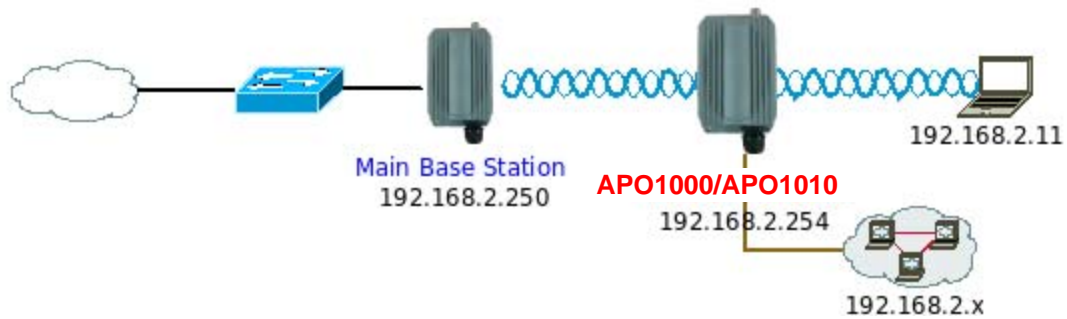 Main Base Station
192.168.2.250
APO1000/APO1010
192.168.2.254
192.168.2.11
192.168.2.x